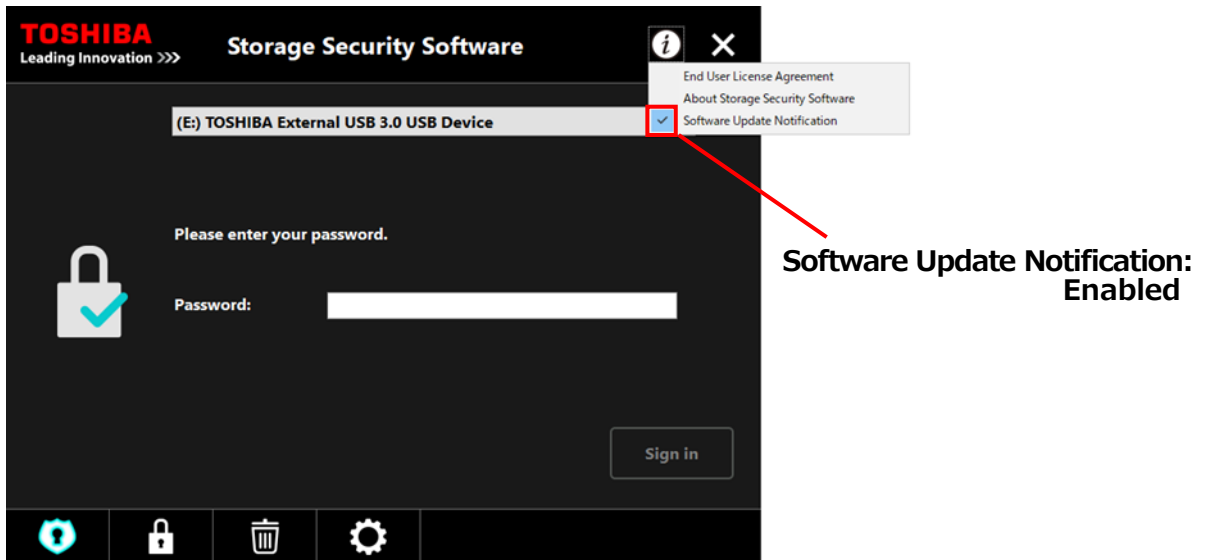 TOSHIBA
Leading Innovation >>>
Storage Security Software
i
End User License Agreement
About Storage Security Software
Software Update Notification
(E:) TOSHIBA External USB 3.0 USB Device
Please enter your password.
Password:
Sign in
Software Update Notification:
Enabled